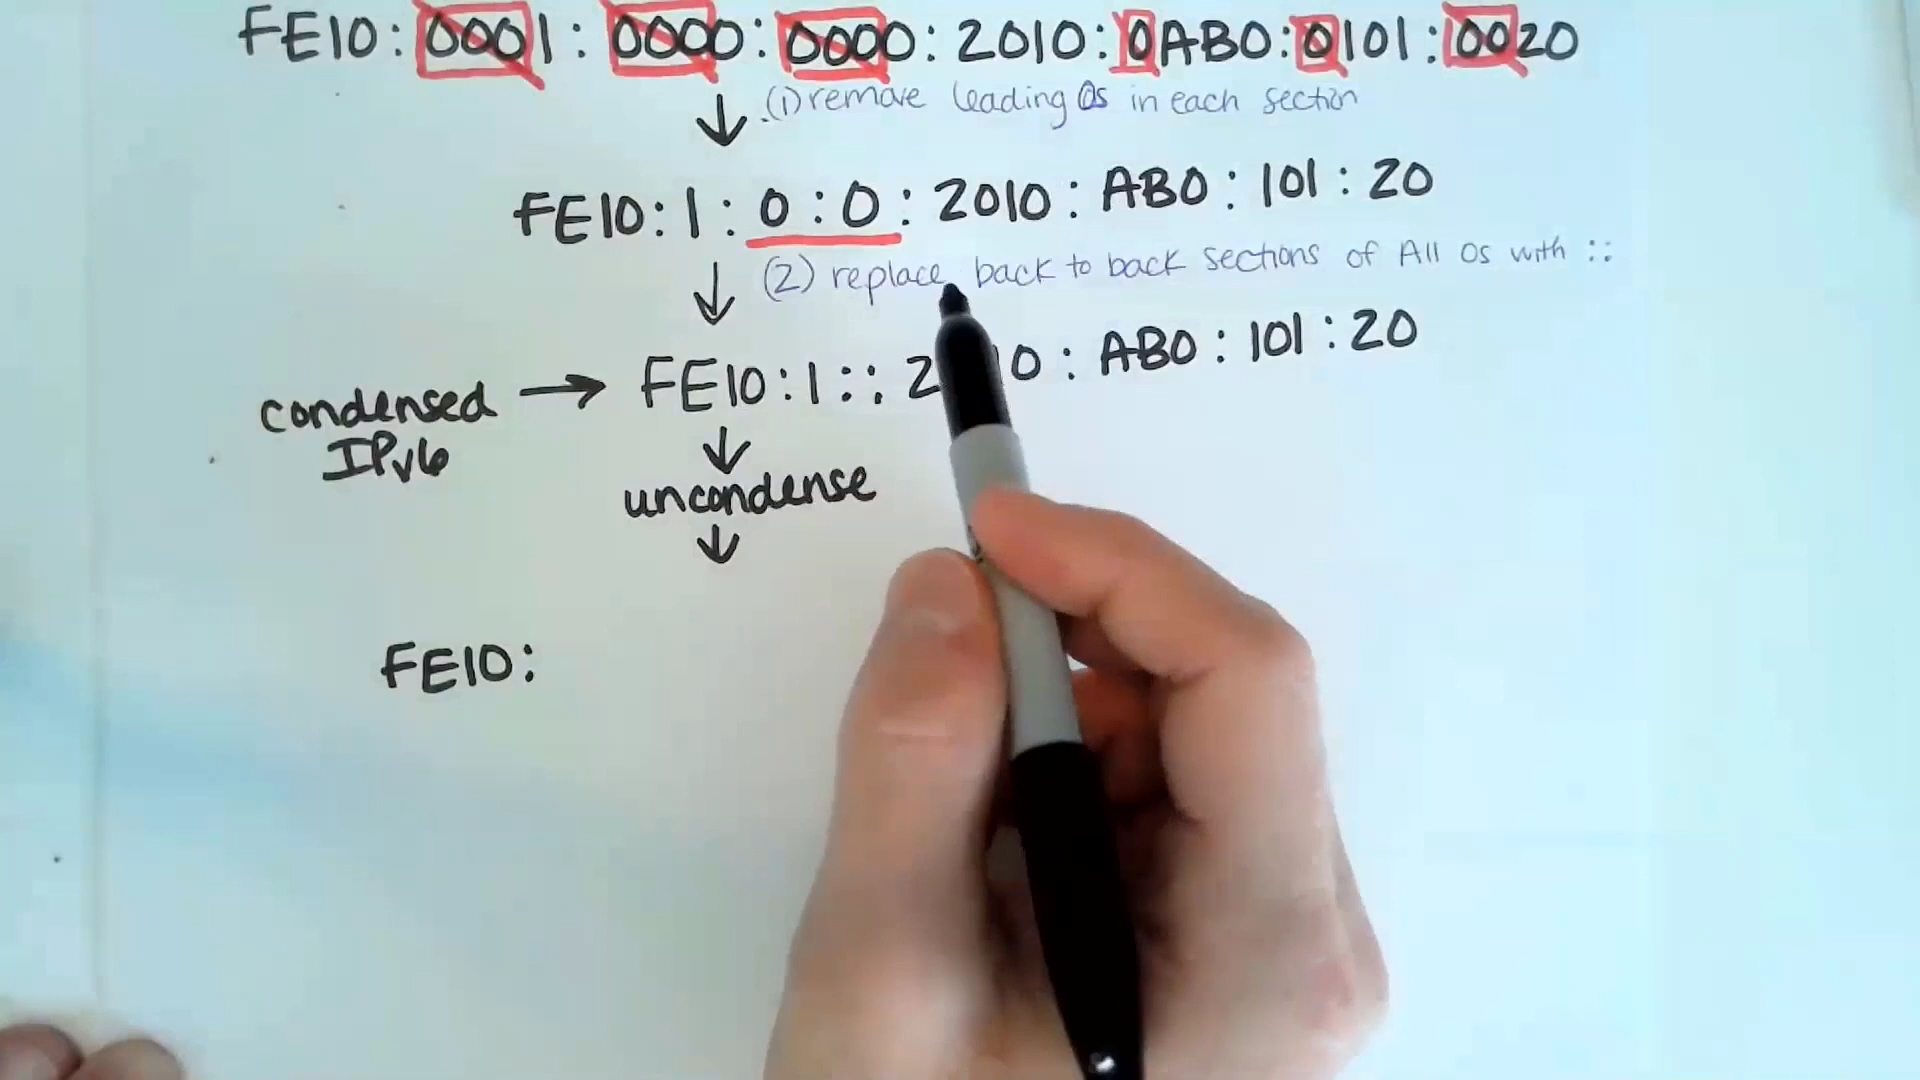 FE10:0001:0000:0000:2010:0AB0:0101:0020
(1) remove leading 0s in each section
FE10:1:0:0:2010:AB0:101:20
(2) replace back to back sections of All 0s with ::
condensed IPv6 → FE10:1::2 0:AB0:101:20
uncondense
FE10: